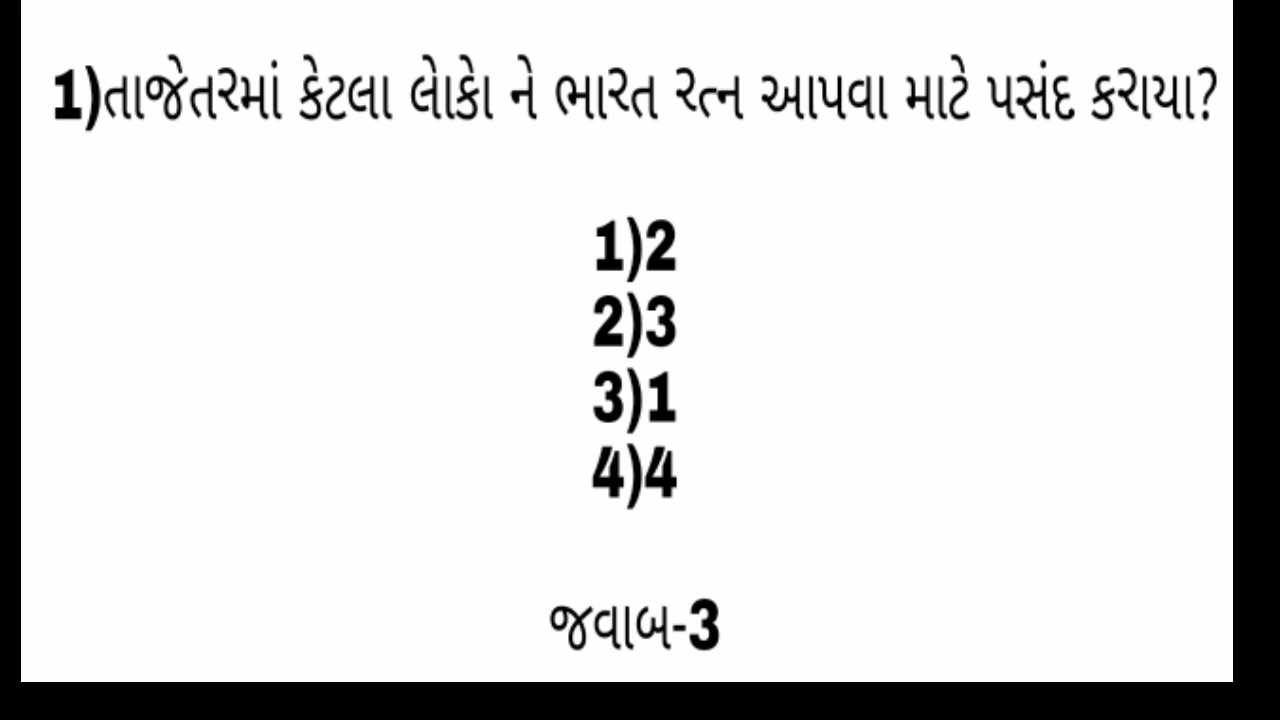 1)તાજેતરમાં કેટલા લોકો ને ભારત રત્ન આપવા માટે પસંદ કરાયા?
1)2
2)3
3)1
4)4
જવાબ-3